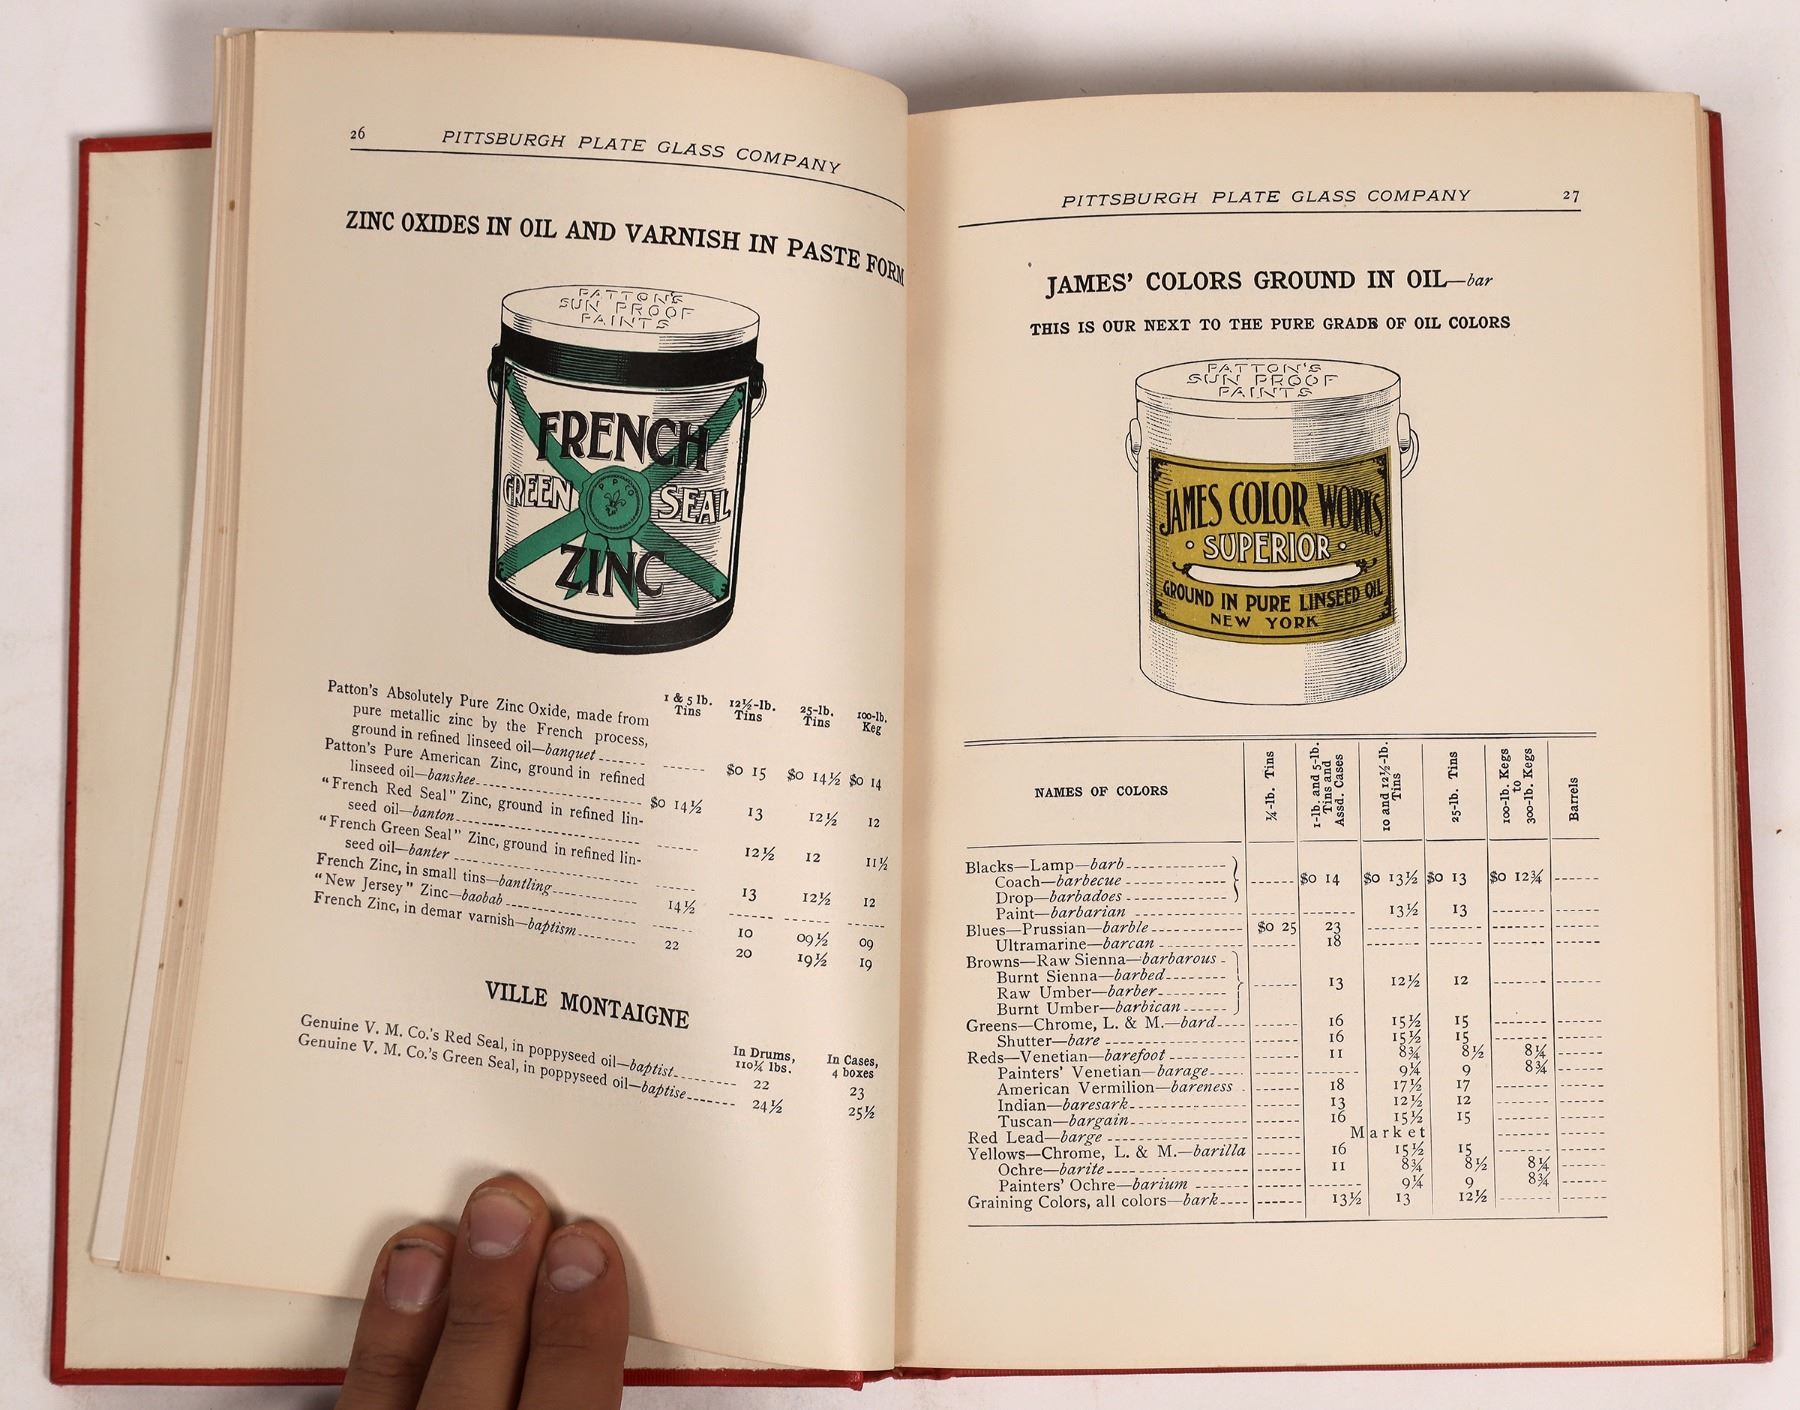 26 PITTSBURGH PLATE GLASS COMPANY
ZINC OXIDES IN OIL AND VARNISH IN PASTE FORM
PATTON'S
SUN PROOF
PAINTS
FRENCH
GREEN SEAL
P P CO
ZINC
1 & 5 lb. Tins 12½-lb. Tins 25-lb. Tins 100-lb. Keg
Patton's Absolutely Pure Zinc Oxide, made from
pure metallic zinc by the French process,
ground in refined linseed oil—banquet ------- ------ $0 15 $0 14½ $0 14
Patton's Pure American Zinc, ground in refined
linseed oil—banshee ------- $0 14½ 13 12½ 12
"French Red Seal" Zinc, ground in refined lin-
seed oil—banton ------- ------ 12½ 12 11½
"French Green Seal" Zinc, ground in refined lin-
seed oil—banter ------- ------ 13 12½ 12
French Zinc, in small tins—bantling ------- 14½ ------ ------ ------
"New Jersey" Zinc—baobab ------- 10 09½ 09
French Zinc, in demar varnish—baptism ------- 22 20 19½ 19
VILLE MONTAIGNE
In Drums, 110¼ lbs. In Cases, 4 boxes
Genuine V. M. Co.'s Red Seal, in poppyseed oil—baptist ------- 22 23
Genuine V. M. Co.'s Green Seal, in poppyseed oil—baptise ------- 24½ 25½
PITTSBURGH PLATE GLASS COMPANY 27
JAMES' COLORS GROUND IN OIL—bar
THIS IS OUR NEXT TO THE PURE GRADE OF OIL COLORS
PATTON'S
SUN PROOF
PAINTS
JAMES COLOR WORKS
SUPERIOR
GROUND IN PURE LINSEED OIL
NEW YORK
NAMES OF COLORS ¼-lb. Tins 1-lb. and 5-lb. Tins and Assd. Cases 10 and 12½-lb. Tins 25-lb. Tins 100-lb. Kegs to 300-lb. Kegs Barrels
Blacks—Lamp—barb
Coach—barbecue ------ $0 14 $0 13½ $0 13 $0 12¾ ------
Drop—barbadoes
Paint—barbarian ------ ------ 13½ 13 ------ ------
Blues—Prussian—barble $0 25 23 ------ ------ ------ ------
Ultramarine—barcan ------ 18 ------ ------ ------ ------
Browns—Raw Sienna—barbarous
Burnt Sienna—barbed ------ 13 12½ 12 ------ ------
Raw Umber—barber
Burnt Umber—barbican
Greens—Chrome, L. & M.—bard ------ 16 15½ 15 ------ ------
Shutter—bare ------ 16 15½ 15 ------ ------
Reds—Venetian—barefoot ------ 11 8¾ 8½ 8¼ ------
Painters' Venetian—barage ------ ------ 9¼ 9 8¾ ------
American Vermilion—bareness ------ 18 17½ 17 ------ ------
Indian—baresark ------ 13 12½ 12 ------ ------
Tuscan—bargain ------ 16 15½ 15 ------ ------
Red Lead—barge ------ Market ------ ------
Yellows—Chrome, L. & M.—barilla ------ 16 15½ 15 ------ ------
Ochre—barite ------ 11 8¾ 8½ 8¼ ------
Painters' Ochre—barium ------ ------ 9¼ 9 8¾ ------
Graining Colors, all colors—bark ------ 13½ 13 12½ ------ ------